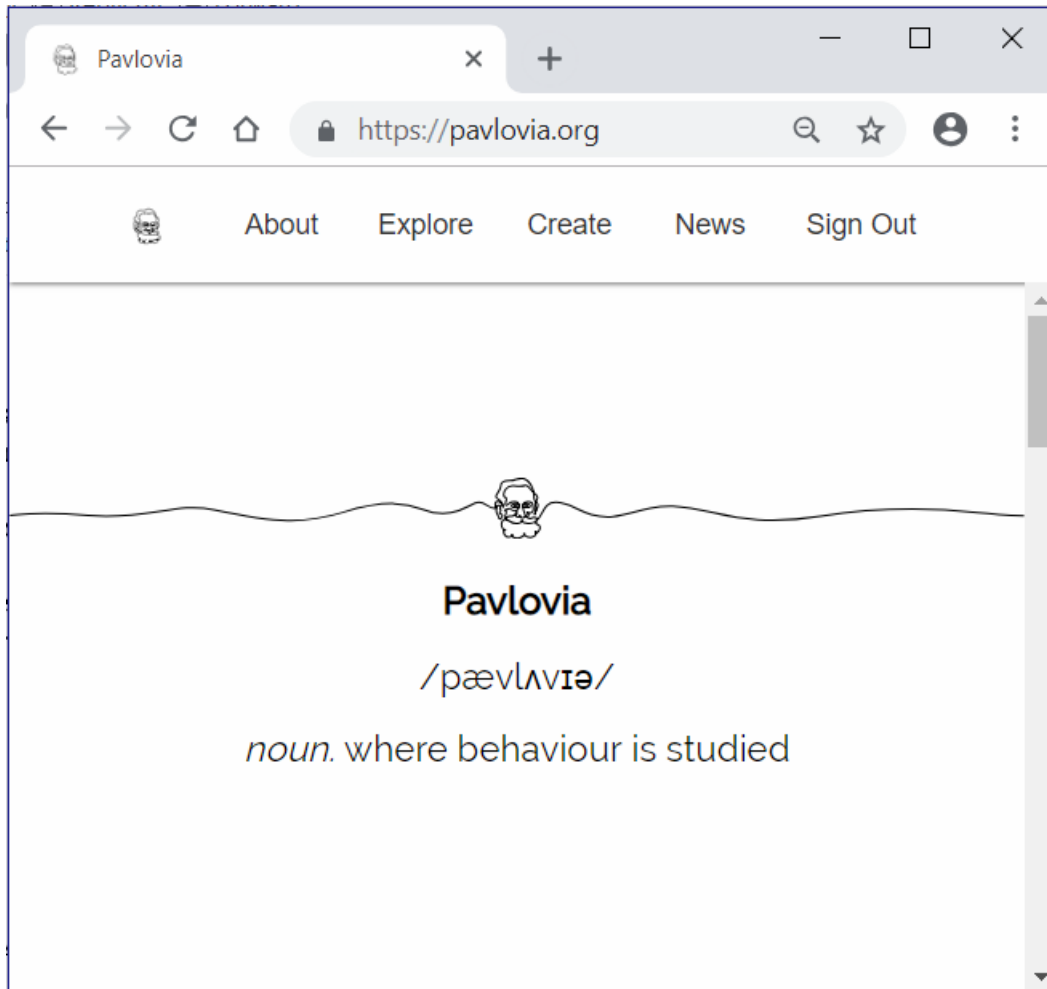 Pavlovia
https://pavlovia.org
About Explore Create News Sign Out
Pavlovia
/pævlʌvɪə/
noun. where behaviour is studied